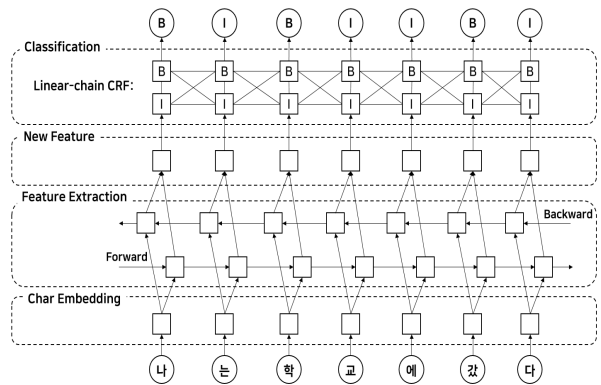 B I B I I B I
Classification
B B B B B B B
Linear-chain CRF:
I I I I I I I
New Feature
Feature Extraction
Backward
Forward
Char Embedding
나 는 학 교 에 갔 다